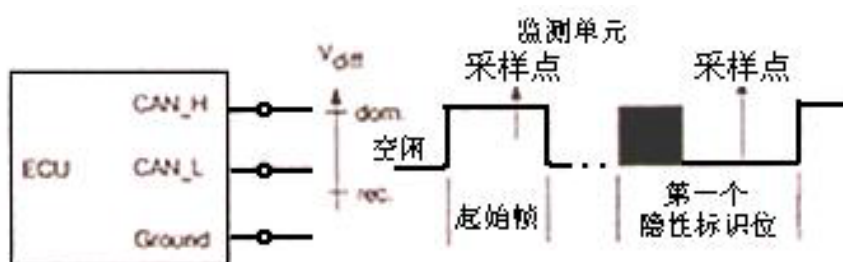 监测单元
采样点
采样点
V diff
CAN_H
dom.
空闲
ECU
CAN_L
rec.
Ground
起始帧
第一个
隐性标识位